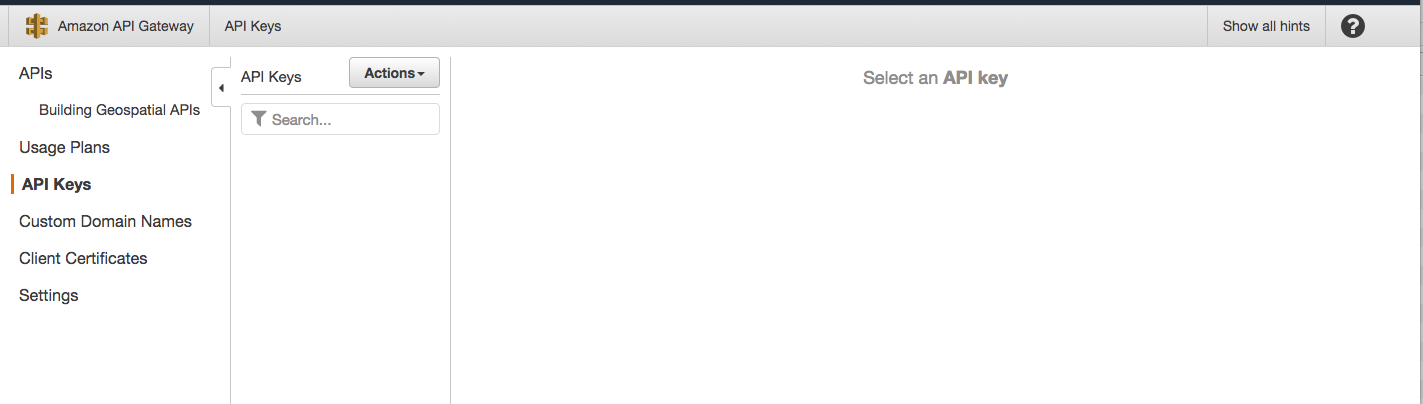 Amazon API Gateway
API Keys
Show all hints
?
APIs
Building Geospatial APIs
Usage Plans
API Keys
Custom Domain Names
Client Certificates
Settings
API Keys
Actions
Search...
Select an API key